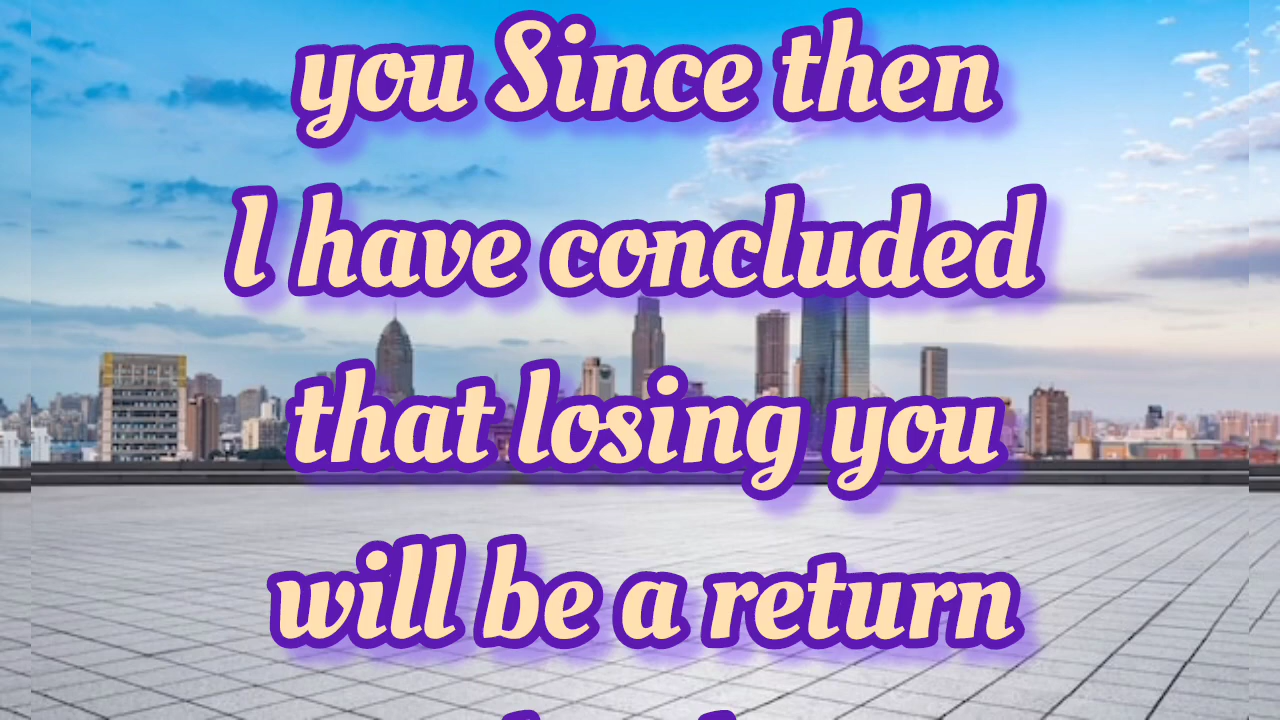 you Since then
I have concluded
that losing you
will be a return